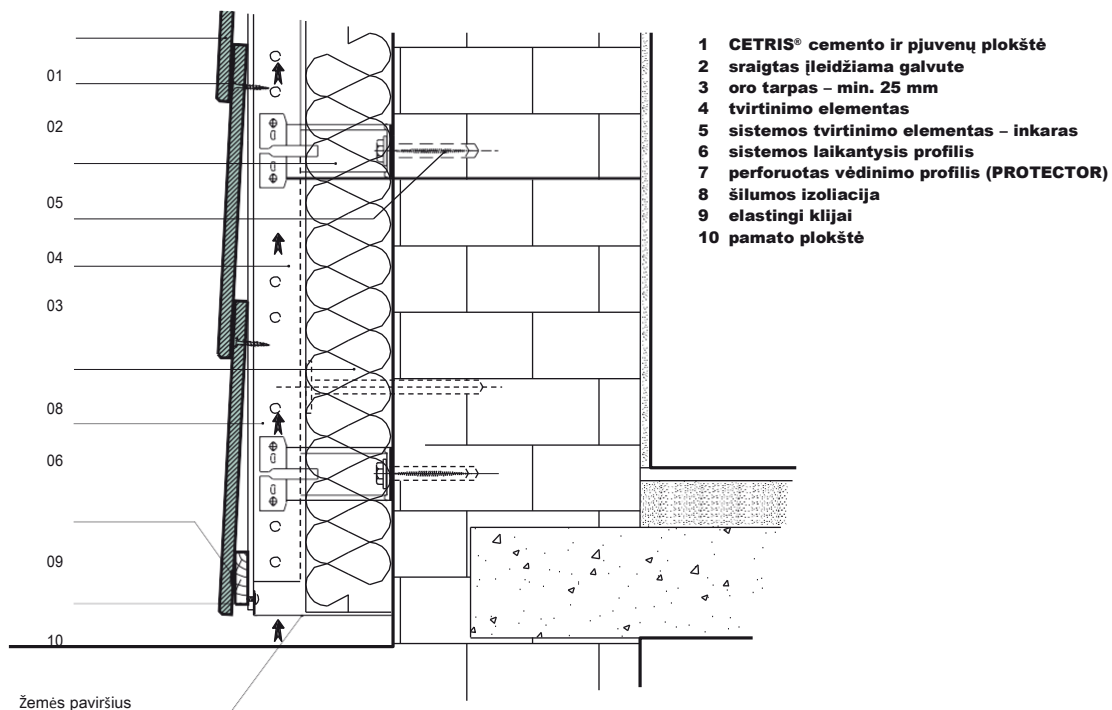 01
02
05
04
03
08
06
09
10
Žemės paviršius
1 CETRIS® cemento ir pjuvenų plokštė
2 sraigtas įleidžiama galvute
3 oro tarpas – min. 25 mm
4 tvirtinimo elementas
5 sistemos tvirtinimo elementas – inkaras
6 sistemos laikantysis profilis
7 perforuotas vėdinimo profilis (PROTECTOR)
8 šilumos izoliacija
9 elastingi klijai
10 pamato plokštė